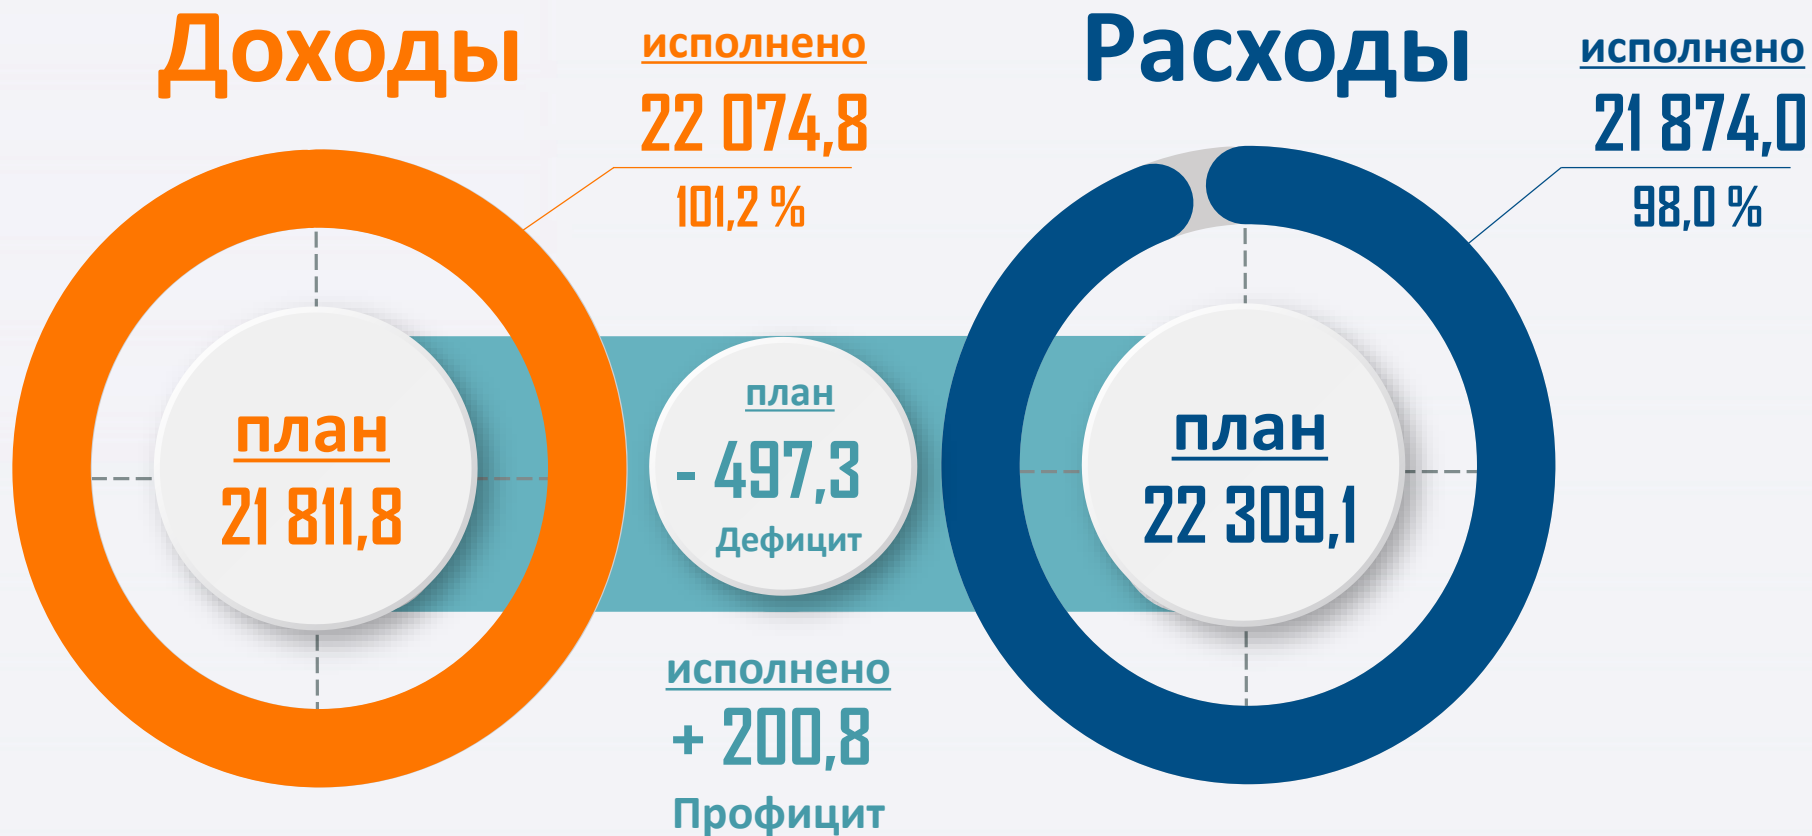 Доходы
исполнено
22 074,8
101,2 %
план
21 811,8
план
- 497,3
Дефицит
исполнено
+ 200,8
Профицит
Расходы
исполнено
21 874,0
98,0 %
план
22 309,1